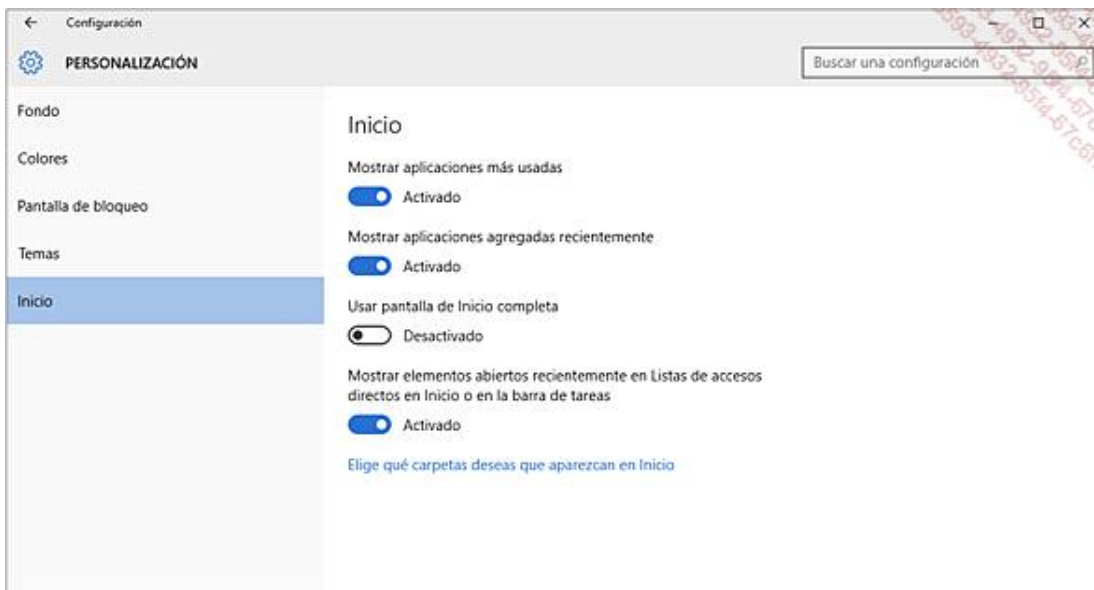 Configuración
PERSONALIZACIÓN
Buscar una configuración
Fondo
Colores
Pantalla de bloqueo
Temas
Inicio
Inicio
Mostrar aplicaciones más usadas
Activado
Mostrar aplicaciones agregadas recientemente
Activado
Usar pantalla de Inicio completa
Desactivado
Mostrar elementos abiertos recientemente en Listas de accesos
directos en Inicio o en la barra de tareas
Activado
Elige qué carpetas deseas que aparezcan en Inicio